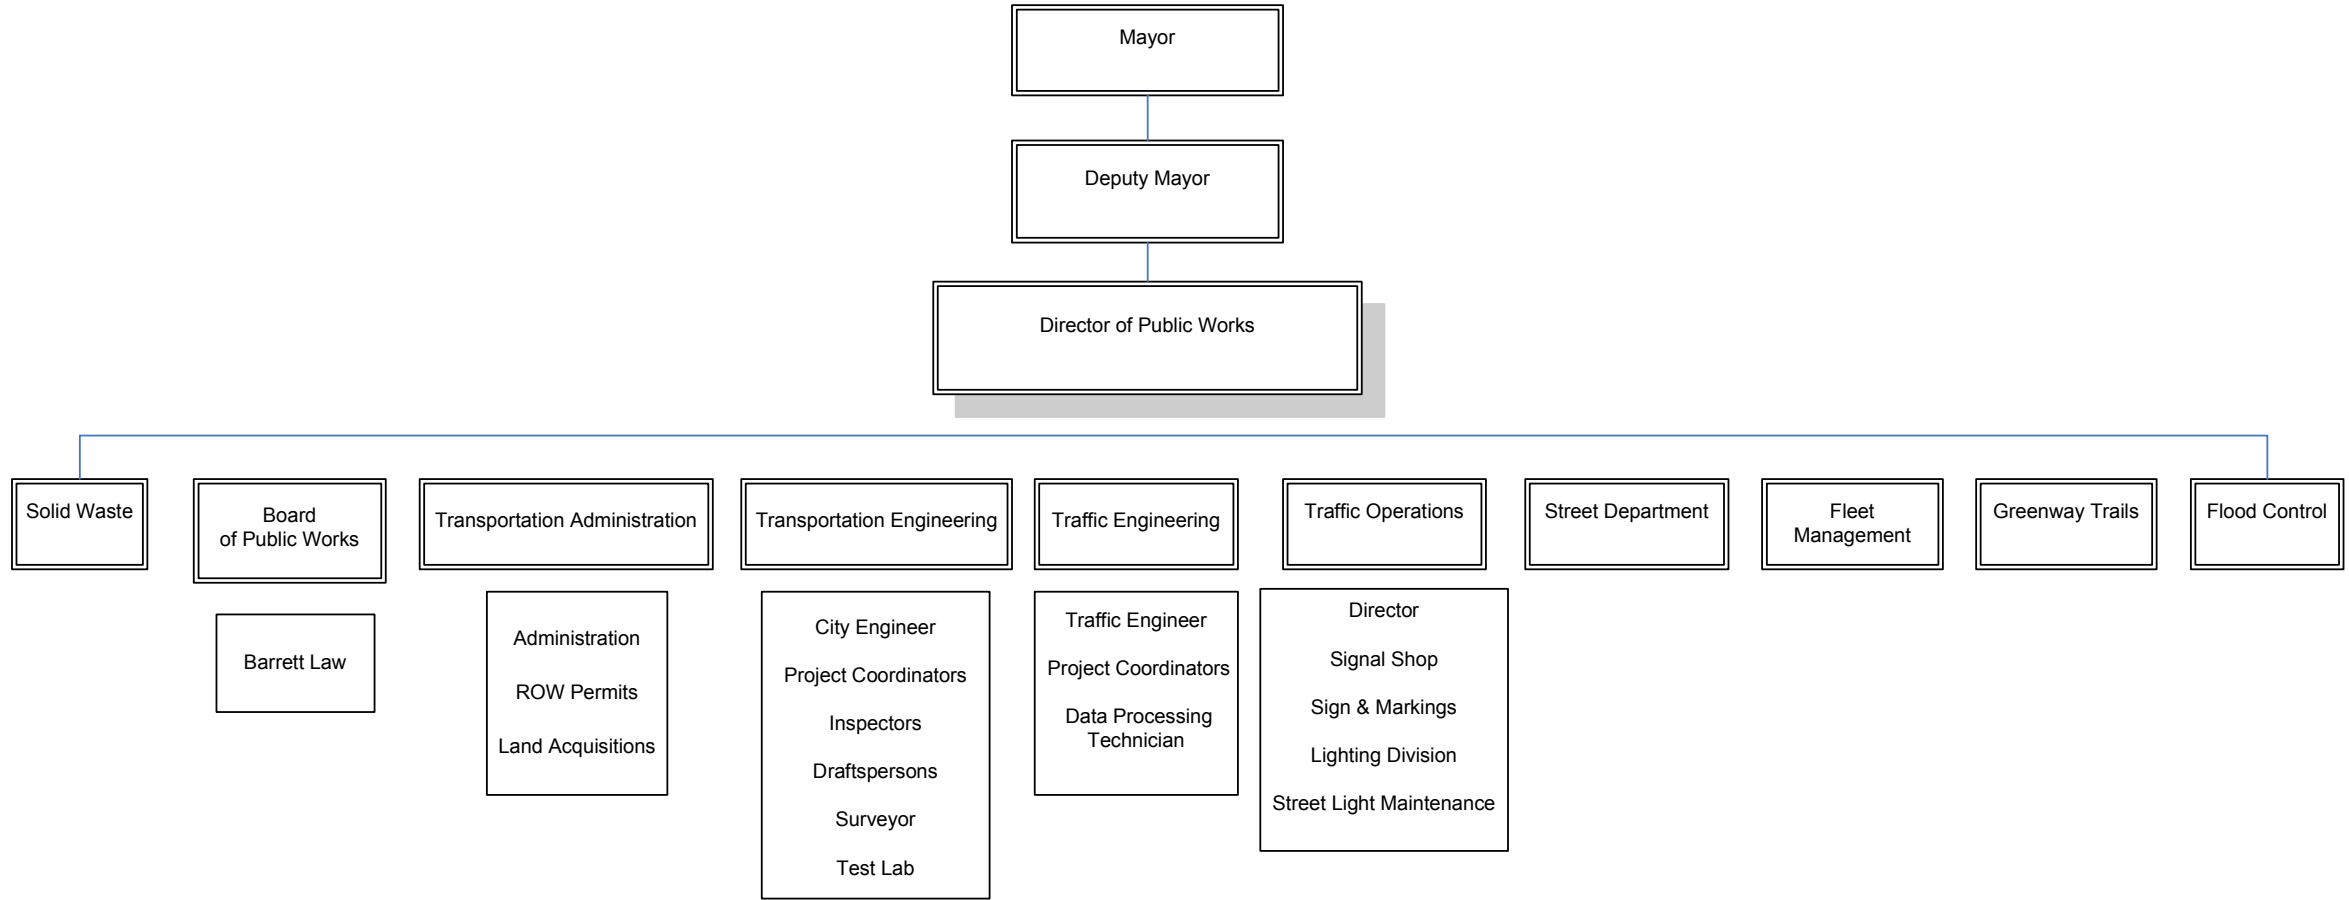 Mayor
Deputy Mayor
Director of Public Works
Solid Waste
Board
of Public Works
Transportation Administration
Transportation Engineering
Traffic Engineering
Traffic Operations
Street Department
Fleet
Management
Greenway Trails
Flood Control
Barrett Law
Administration
ROW Permits
Land Acquisitions
City Engineer
Project Coordinators
Inspectors
Draftspersons
Surveyor
Test Lab
Traffic Engineer
Project Coordinators
Data Processing
Technician
Director
Signal Shop
Sign & Markings
Lighting Division
Street Light Maintenance